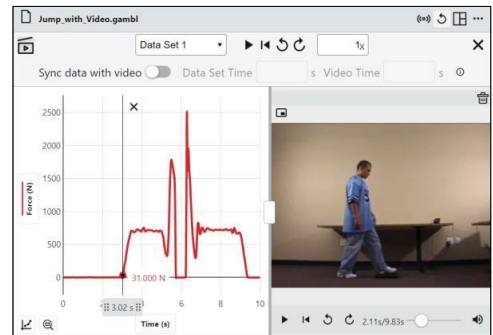 Jump_with_Video.gambl
Data Set 1 1x
Sync data with video Data Set Time s Video Time s
2500
2000
1500
1000
500
0
Force (N)
31.000 N
0 4 6 8 10
3.02 s
Time (s)
2.11s/9.83s